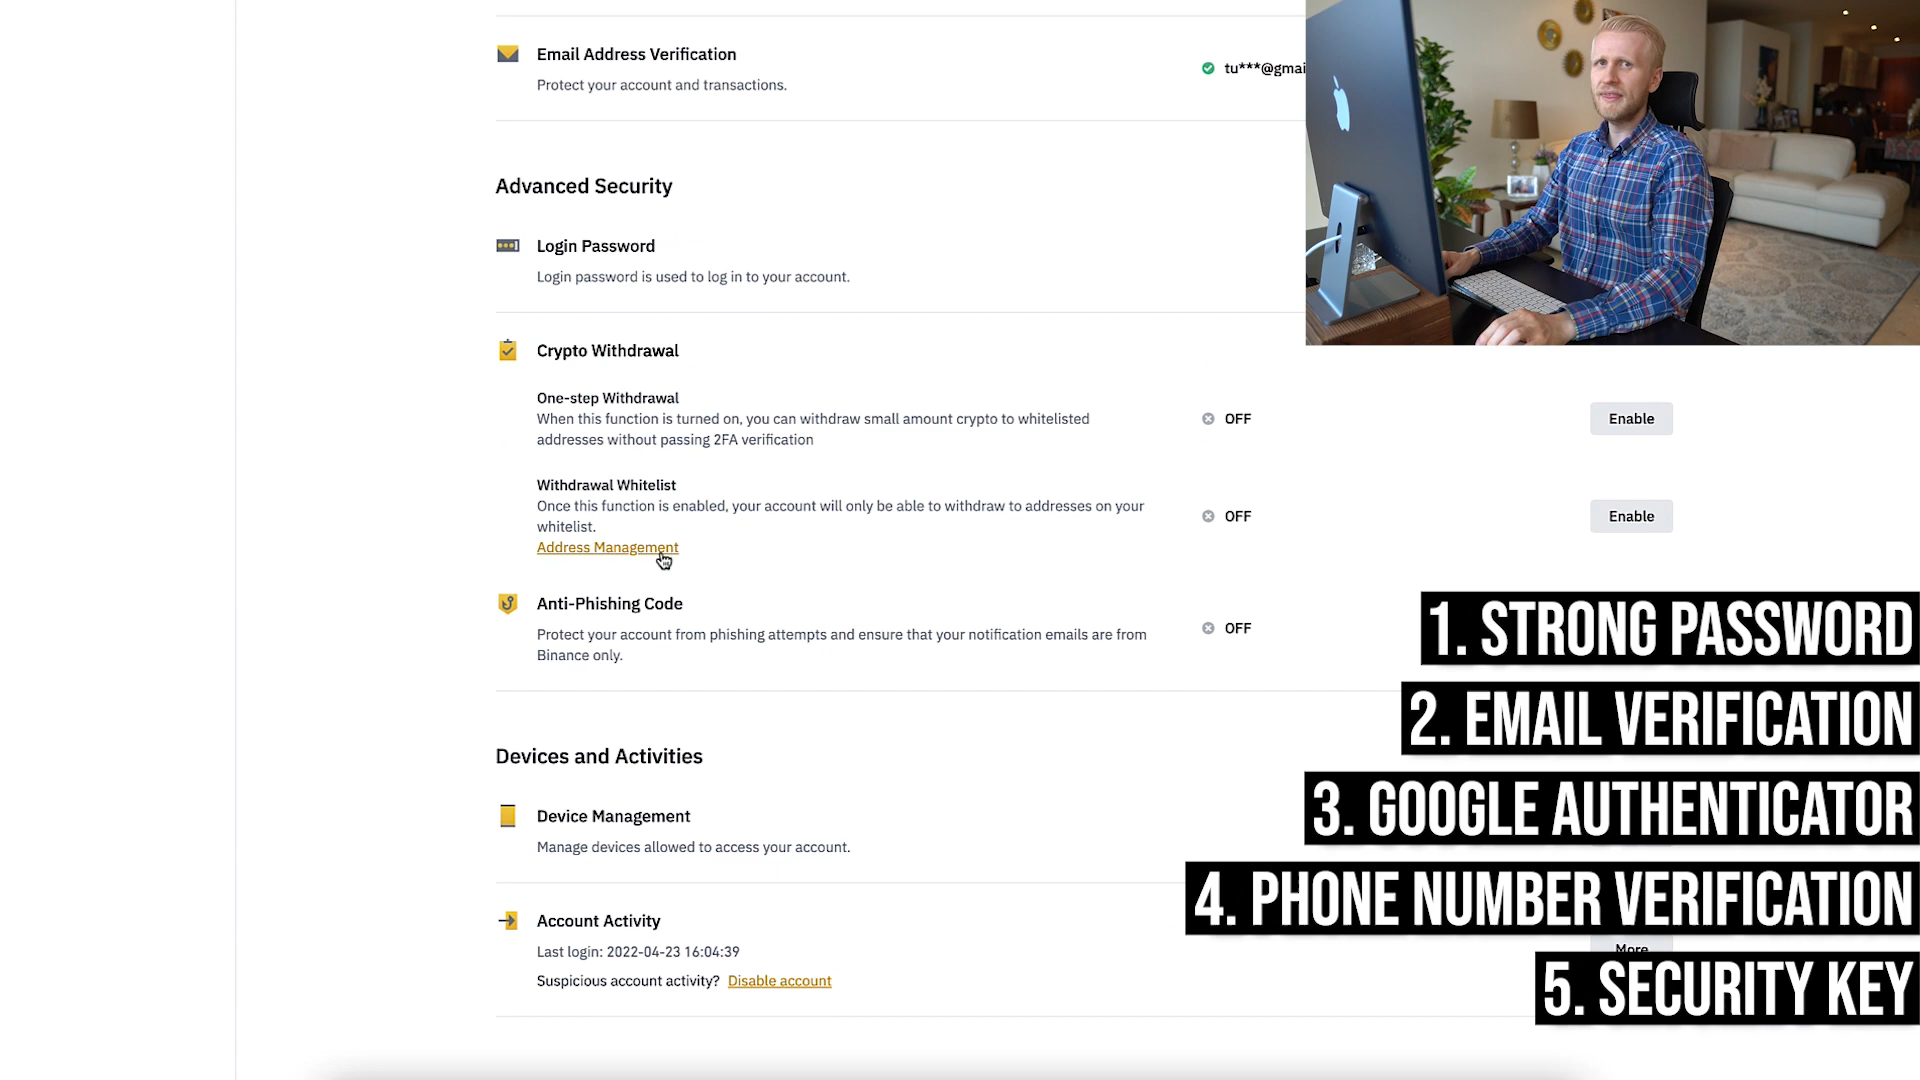 Email Address Verification
Protect your account and transactions.
tu***@gmai
Advanced Security
Login Password
Login password is used to log in to your account.
Crypto Withdrawal
One-step Withdrawal
When this function is turned on, you can withdraw small amount crypto to whitelisted
addresses without passing 2FA verification
OFF
Enable
Withdrawal Whitelist
Once this function is enabled, your account will only be able to withdraw to addresses on your
whitelist.
Address Management
OFF
Enable
Anti-Phishing Code
Protect your account from phishing attempts and ensure that your notification emails are from
Binance only.
OFF
Devices and Activities
Device Management
Manage devices allowed to access your account.
Account Activity
Last login: 2022-04-23 16:04:39
Suspicious account activity? Disable account
More
1. STRONG PASSWORD
2. EMAIL VERIFICATION
3. GOOGLE AUTHENTICATOR
4. PHONE NUMBER VERIFICATION
5. SECURITY KEY